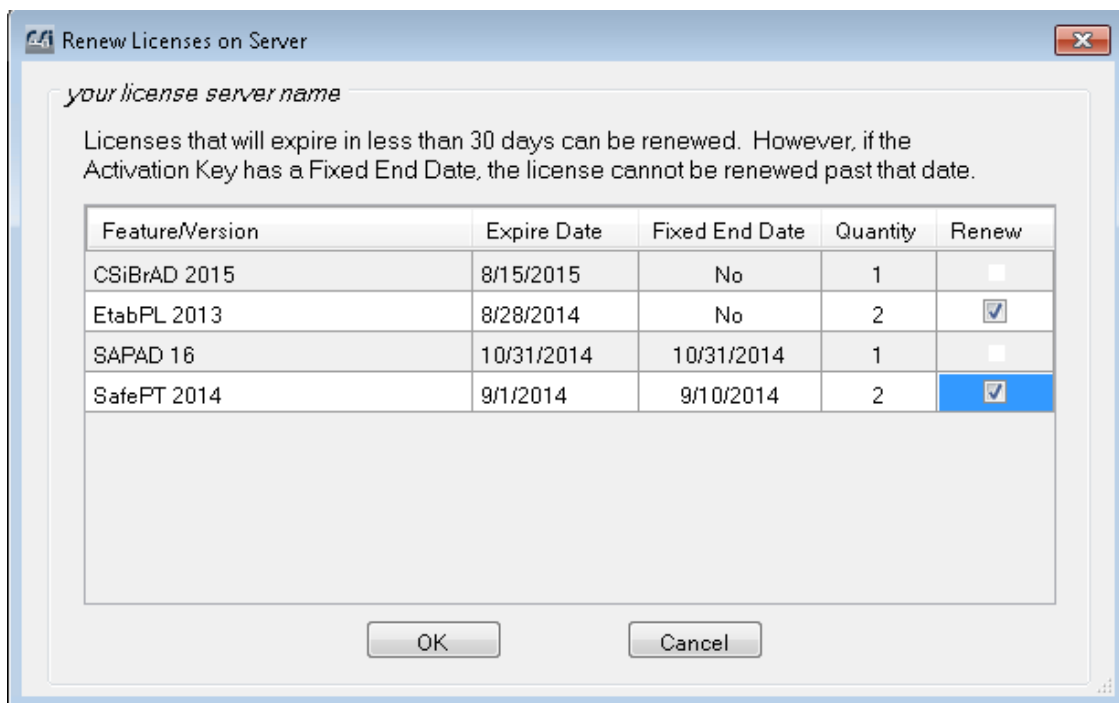 Renew Licenses on Server
your license server name
Licenses that will expire in less than 30 days can be renewed. However, if the
Activation Key has a Fixed End Date, the license cannot be renewed past that date.
Feature/Version Expire Date Fixed End Date Quantity Renew
CSiBrAD 2015 8/15/2015 No 1
EtabPL 2013 8/28/2014 No 2
SAPAD 16 10/31/2014 10/31/2014 1
SafePT 2014 9/1/2014 9/10/2014 2
OK Cancel